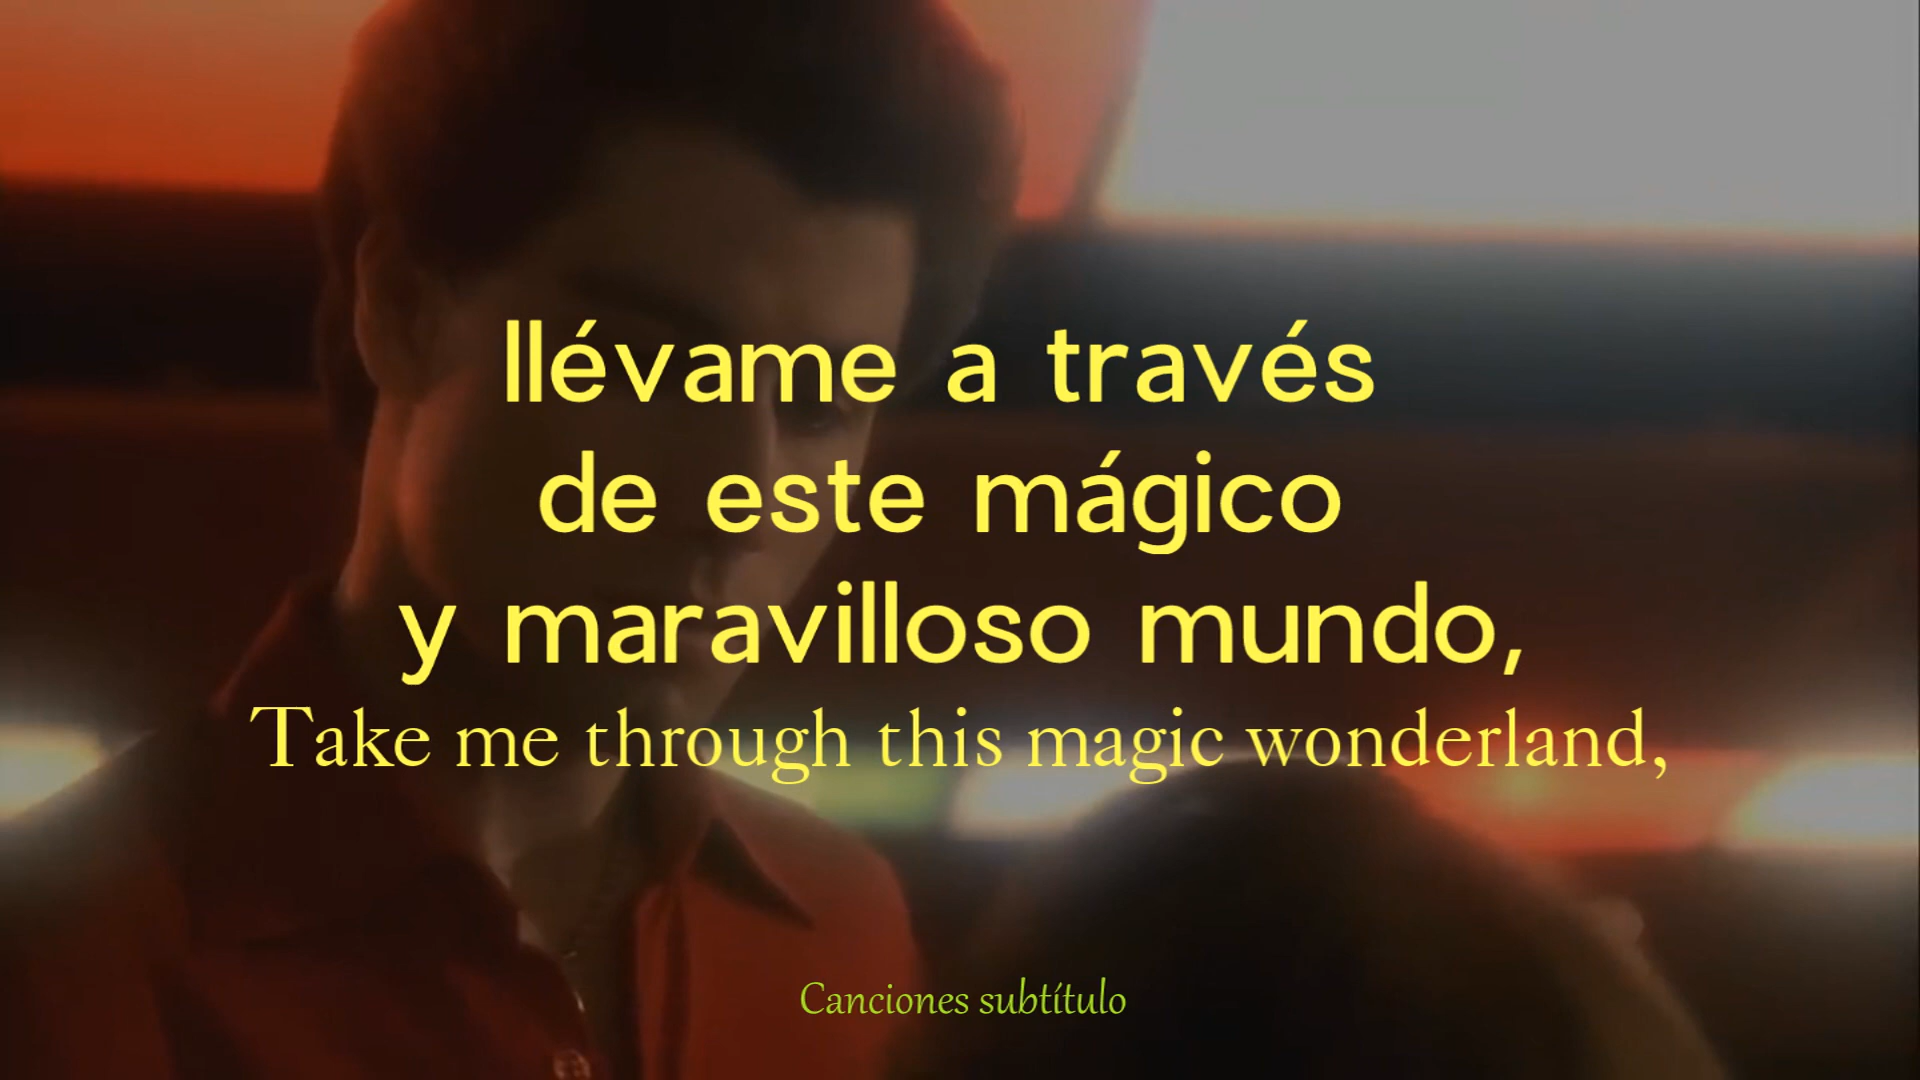 llévame a través
de este mágico
y maravilloso mundo,
Take me through this magic wonderland,
Canciones subtítulo